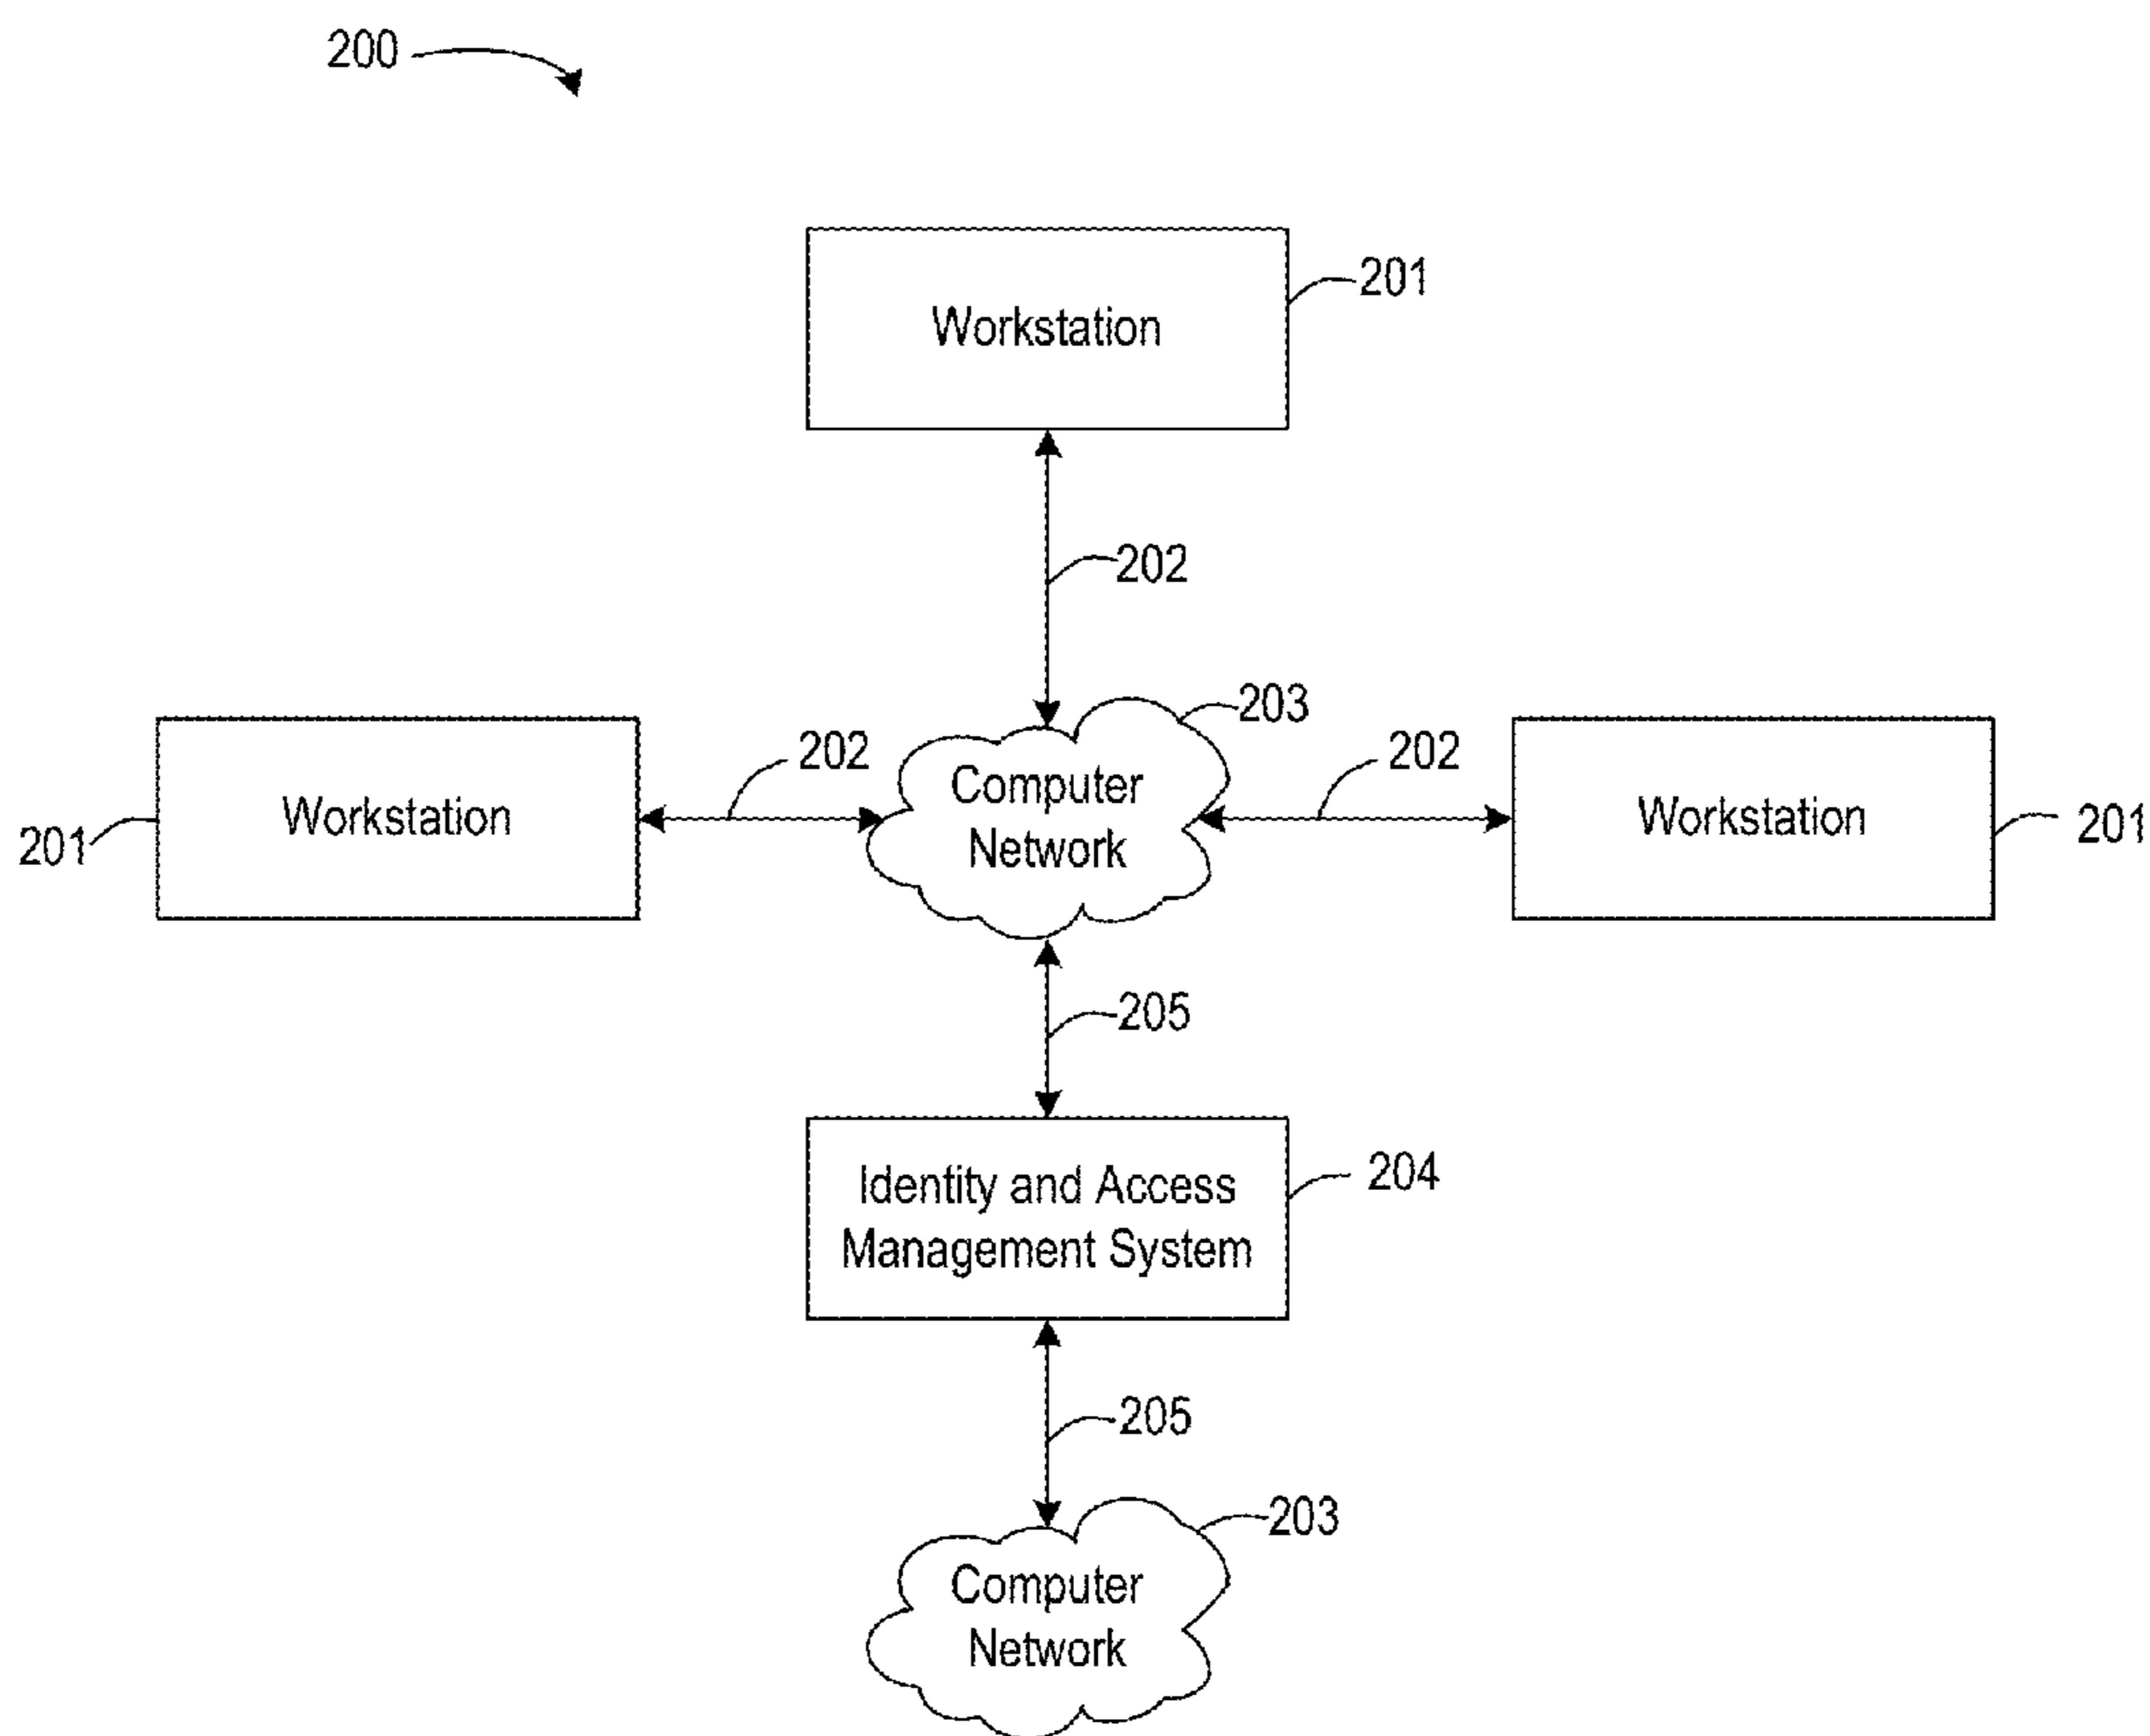 200
201
Workstation
202
203
202
202
Computer
Network
Workstation
Workstation
201
201
205
204
Identity and Access
Management System
205
203
Computer
Network